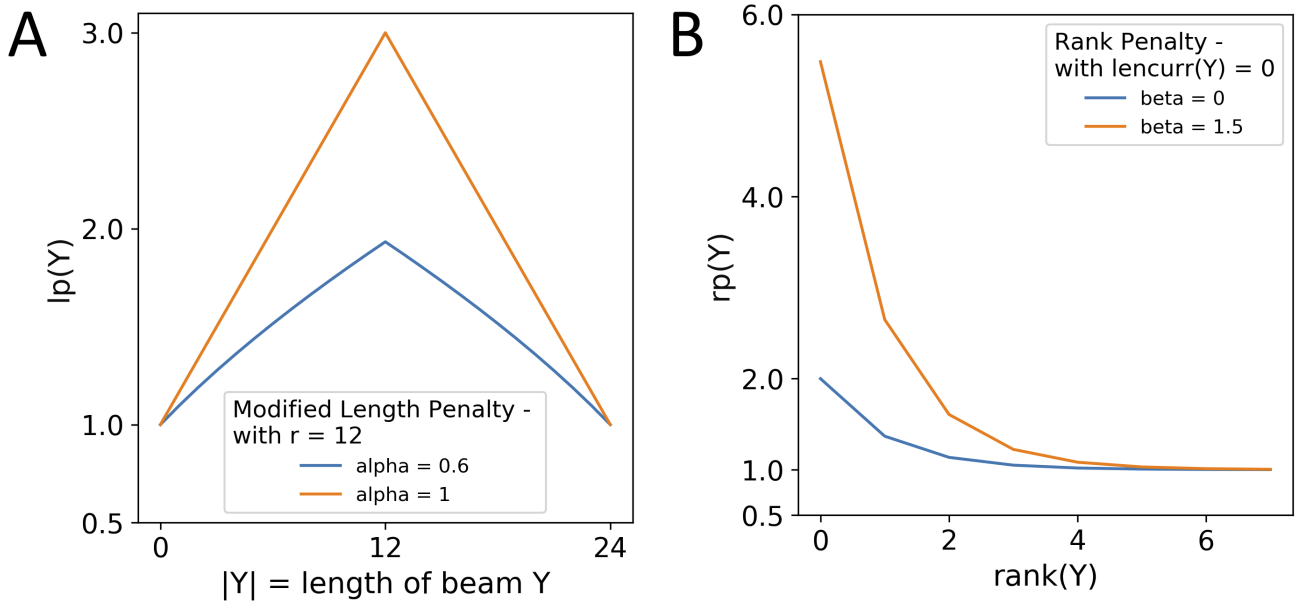 A
3.0
2.0
1.0
0.5
lp(Y)
0
12
24
|Y| = length of beam Y
Modified Length Penalty -
with r = 12
alpha = 0.6
alpha = 1
B
6.0
4.0
2.0
1.0
0.5
rp(Y)
0
2
4
6
rank(Y)
Rank Penalty -
with lencurr(Y) = 0
beta = 0
beta = 1.5